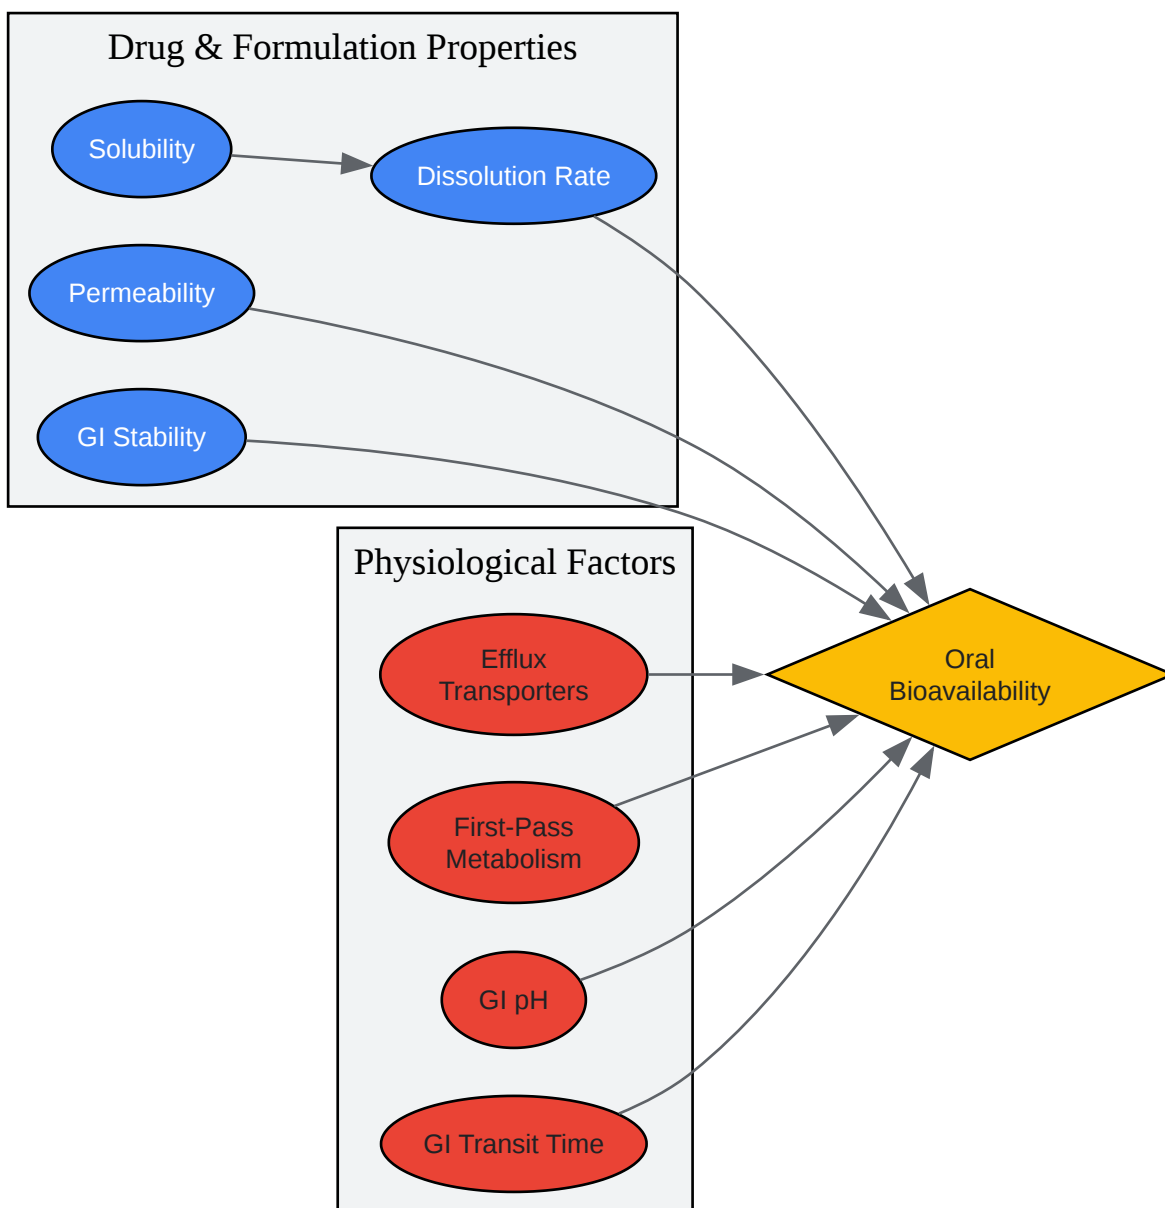 Drug & Formulation Properties
Solubility
Dissolution Rate
Permeability
GI Stability
Physiological Factors
Efflux
Transporters
Oral
Bioavailability
First-Pass
Metabolism
GI pH
GI Transit Time